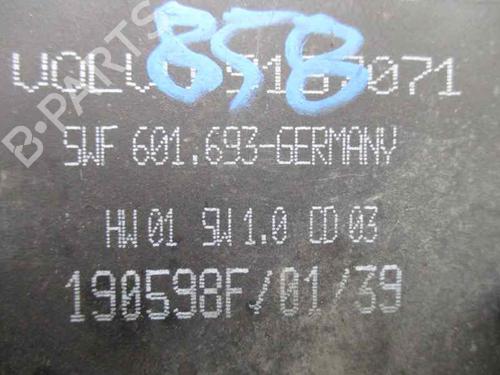 858
SWF 601.693-GERMANY
HW 01 SW 1.0 CD 03
190598F/01/39
B-PARTS